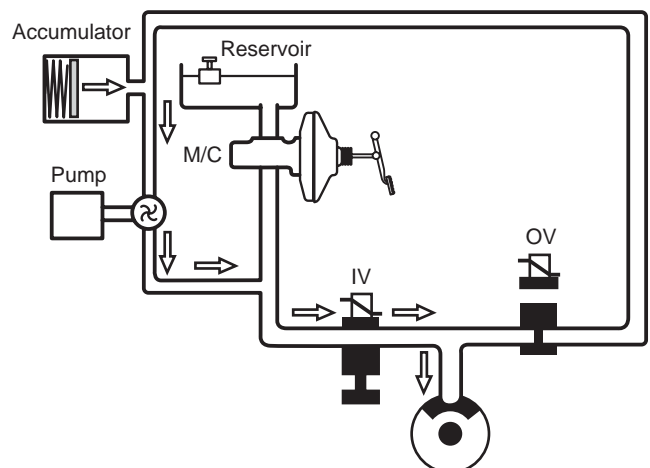 Accumulator
Reservoir
M/C
Pump
OV
IV